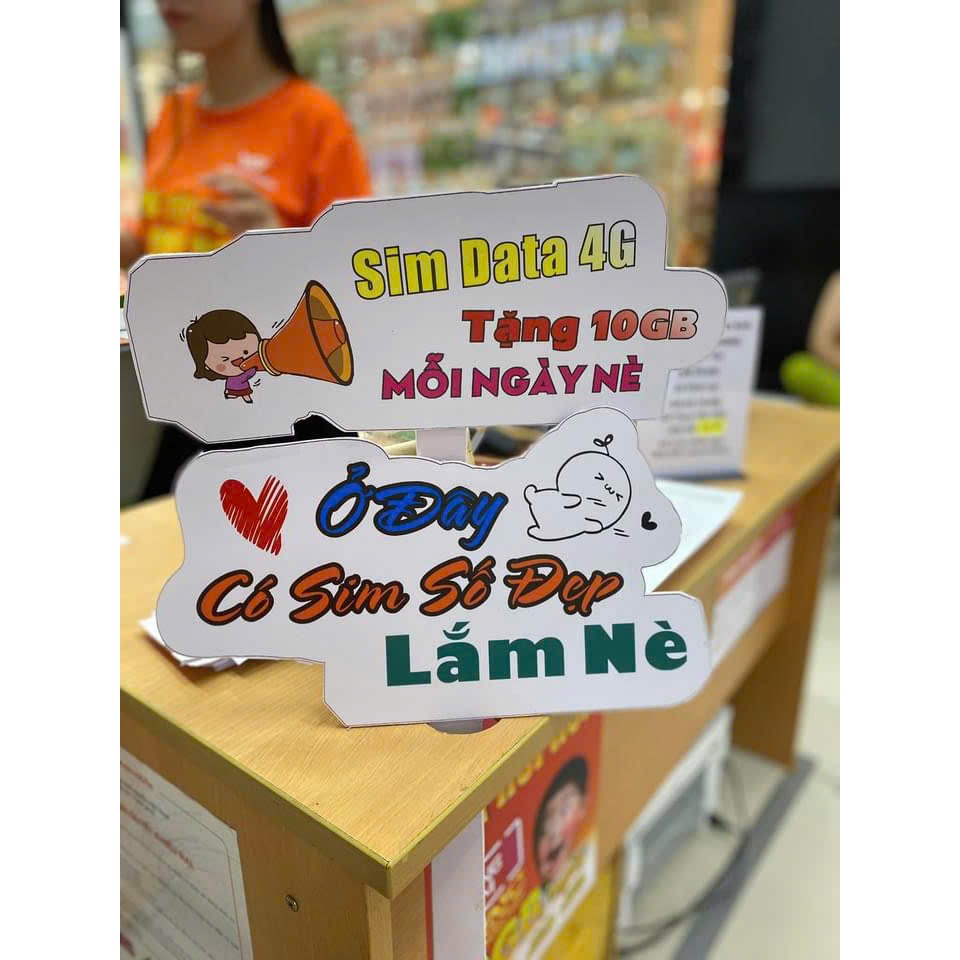 Sim Data 4G
Tặng 10GB
MỖI NGÀY NÈ
Ở Đây
Có Sim Số Đẹp
Lắm Nè